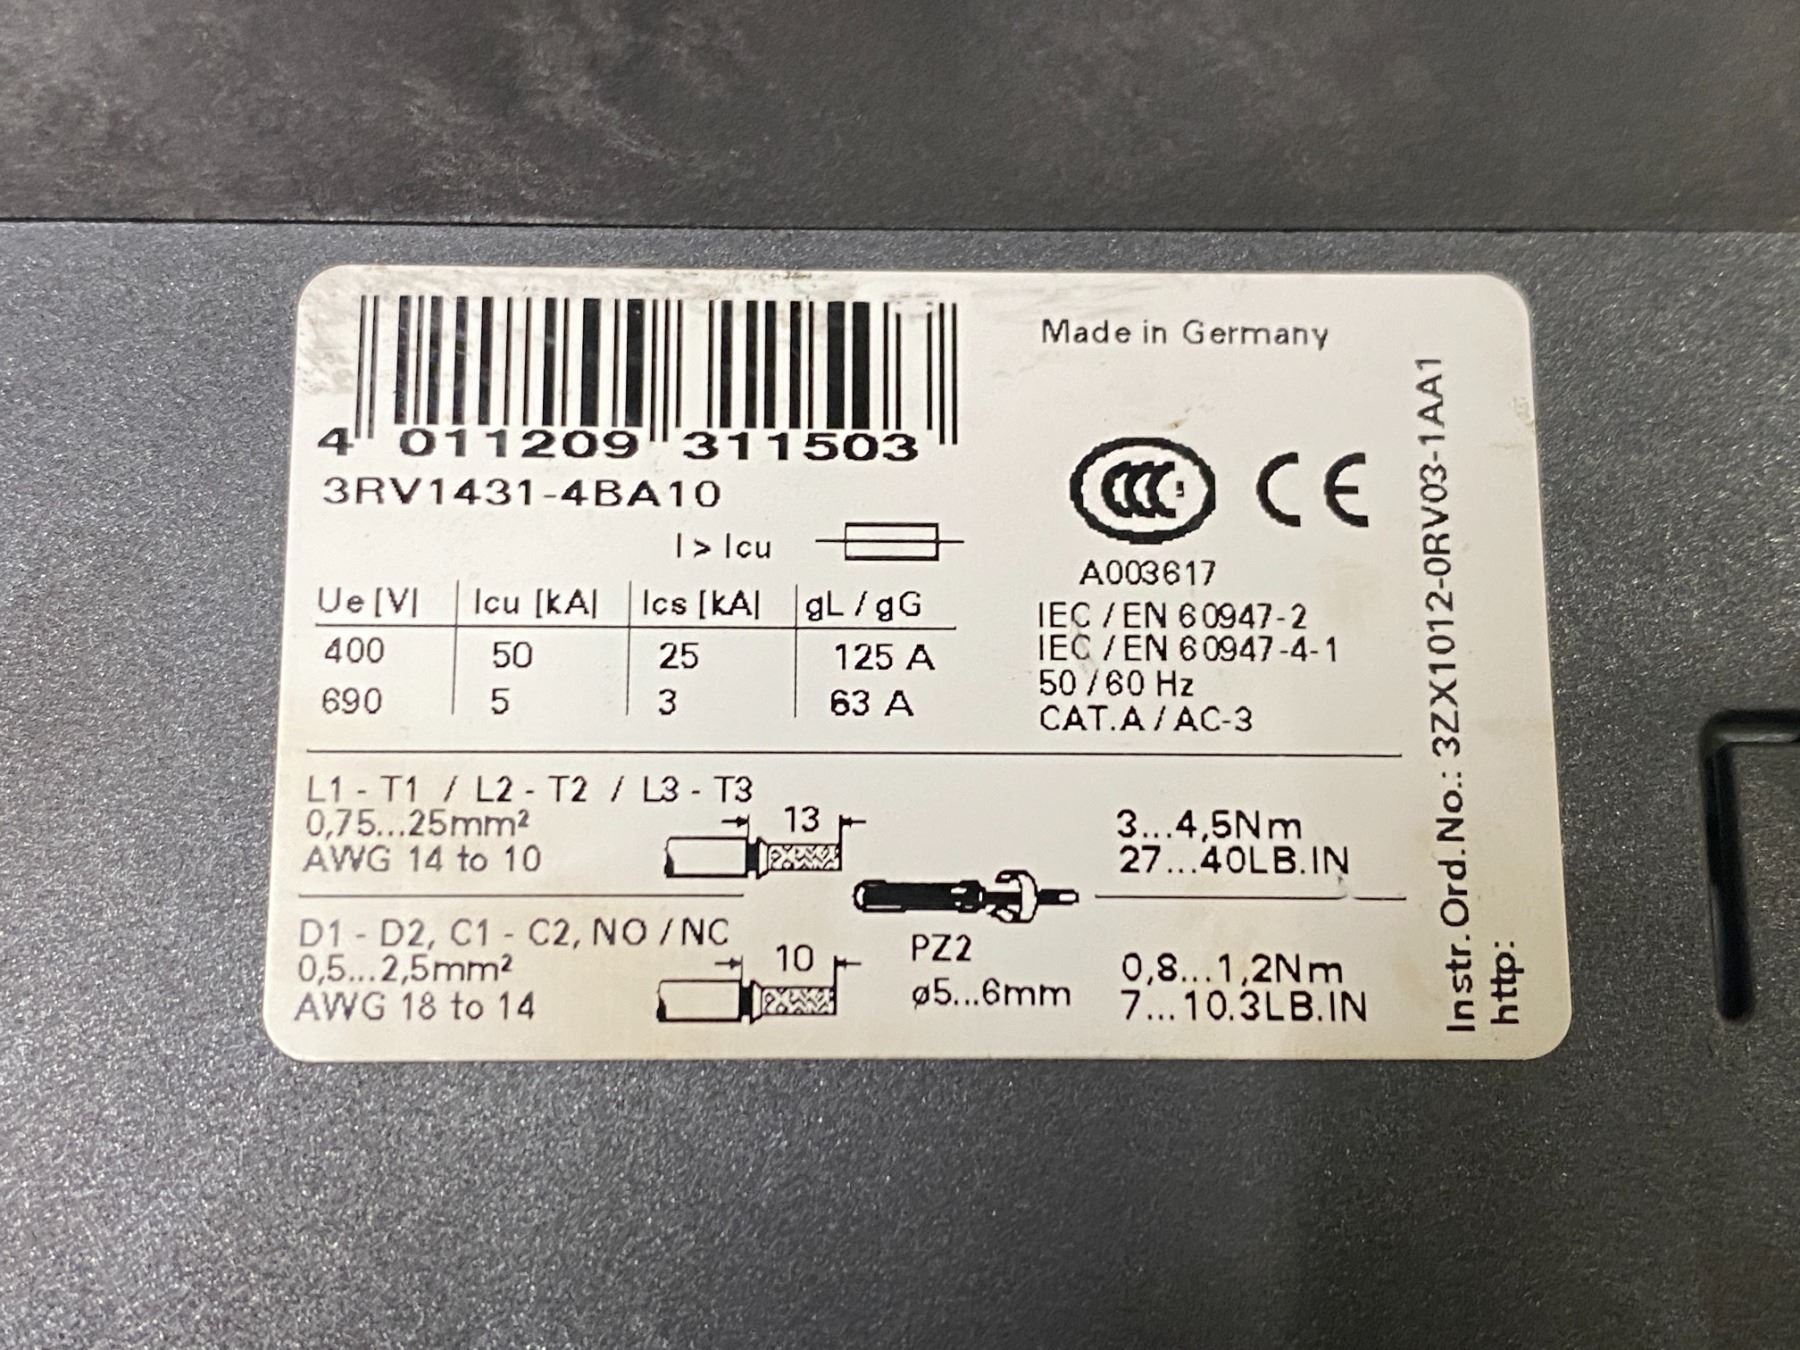 4 011209 311503
3RV1431-4BA10
I > Icu
Ue [V] Icu [kA] Ics [kA] gL / gG
400 50 25 125 A
690 5 3 63 A
Made in Germany
CCC
CE
A003617
IEC / EN 60947-2
IEC / EN 60947-4-1
50 / 60 Hz
CAT.A / AC-3
L1 - T1 / L2 - T2 / L3 - T3
0,75...25mm²
AWG 14 to 10
13
3...4,5Nm
27...40LB.IN
D1 - D2, C1 - C2, NO / NC
0,5...2,5mm²
AWG 18 to 14
10
PZ2
ø5...6mm
0,8...1,2Nm
7...10.3LB.IN
Instr.Ord.No.: 3ZX1012-0RV03-1AA1
http: